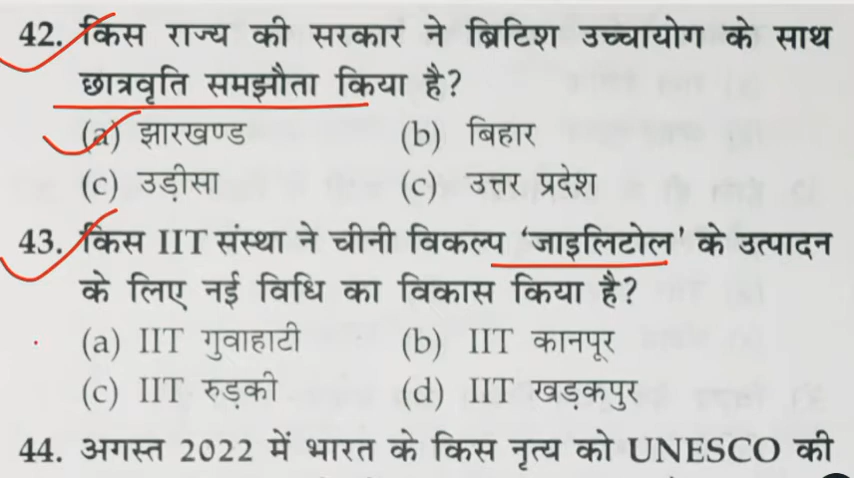 42. किस राज्य की सरकार ने ब्रिटिश उच्चायोग के साथ
छात्रवृति समझौता किया है?
(a) झारखण्ड (b) बिहार
(c) उड़ीसा (c) उत्तर प्रदेश
43. किस IIT संस्था ने चीनी विकल्प 'जाइलिटोल' के उत्पादन
के लिए नई विधि का विकास किया है?
(a) IIT गुवाहाटी (b) IIT कानपूर
(c) IIT रुड़की (d) IIT खड़कपुर
44. अगस्त 2022 में भारत के किस नृत्य को UNESCO की